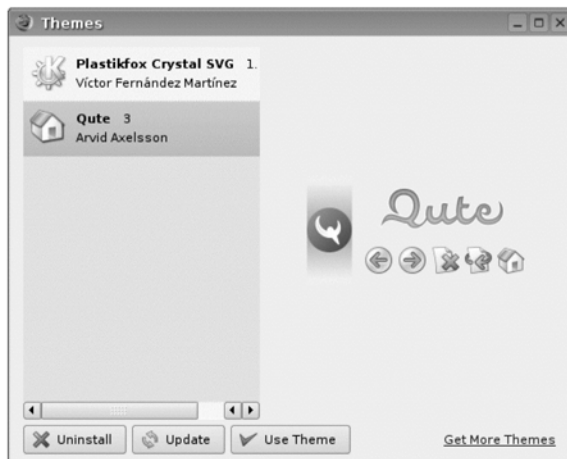 Themes
Plastikfox Crystal SVG 1.
Víctor Fernández Martínez
Qute 3
Arvid Axelsson
Qute
Uninstall
Update
Use Theme
Get More Themes